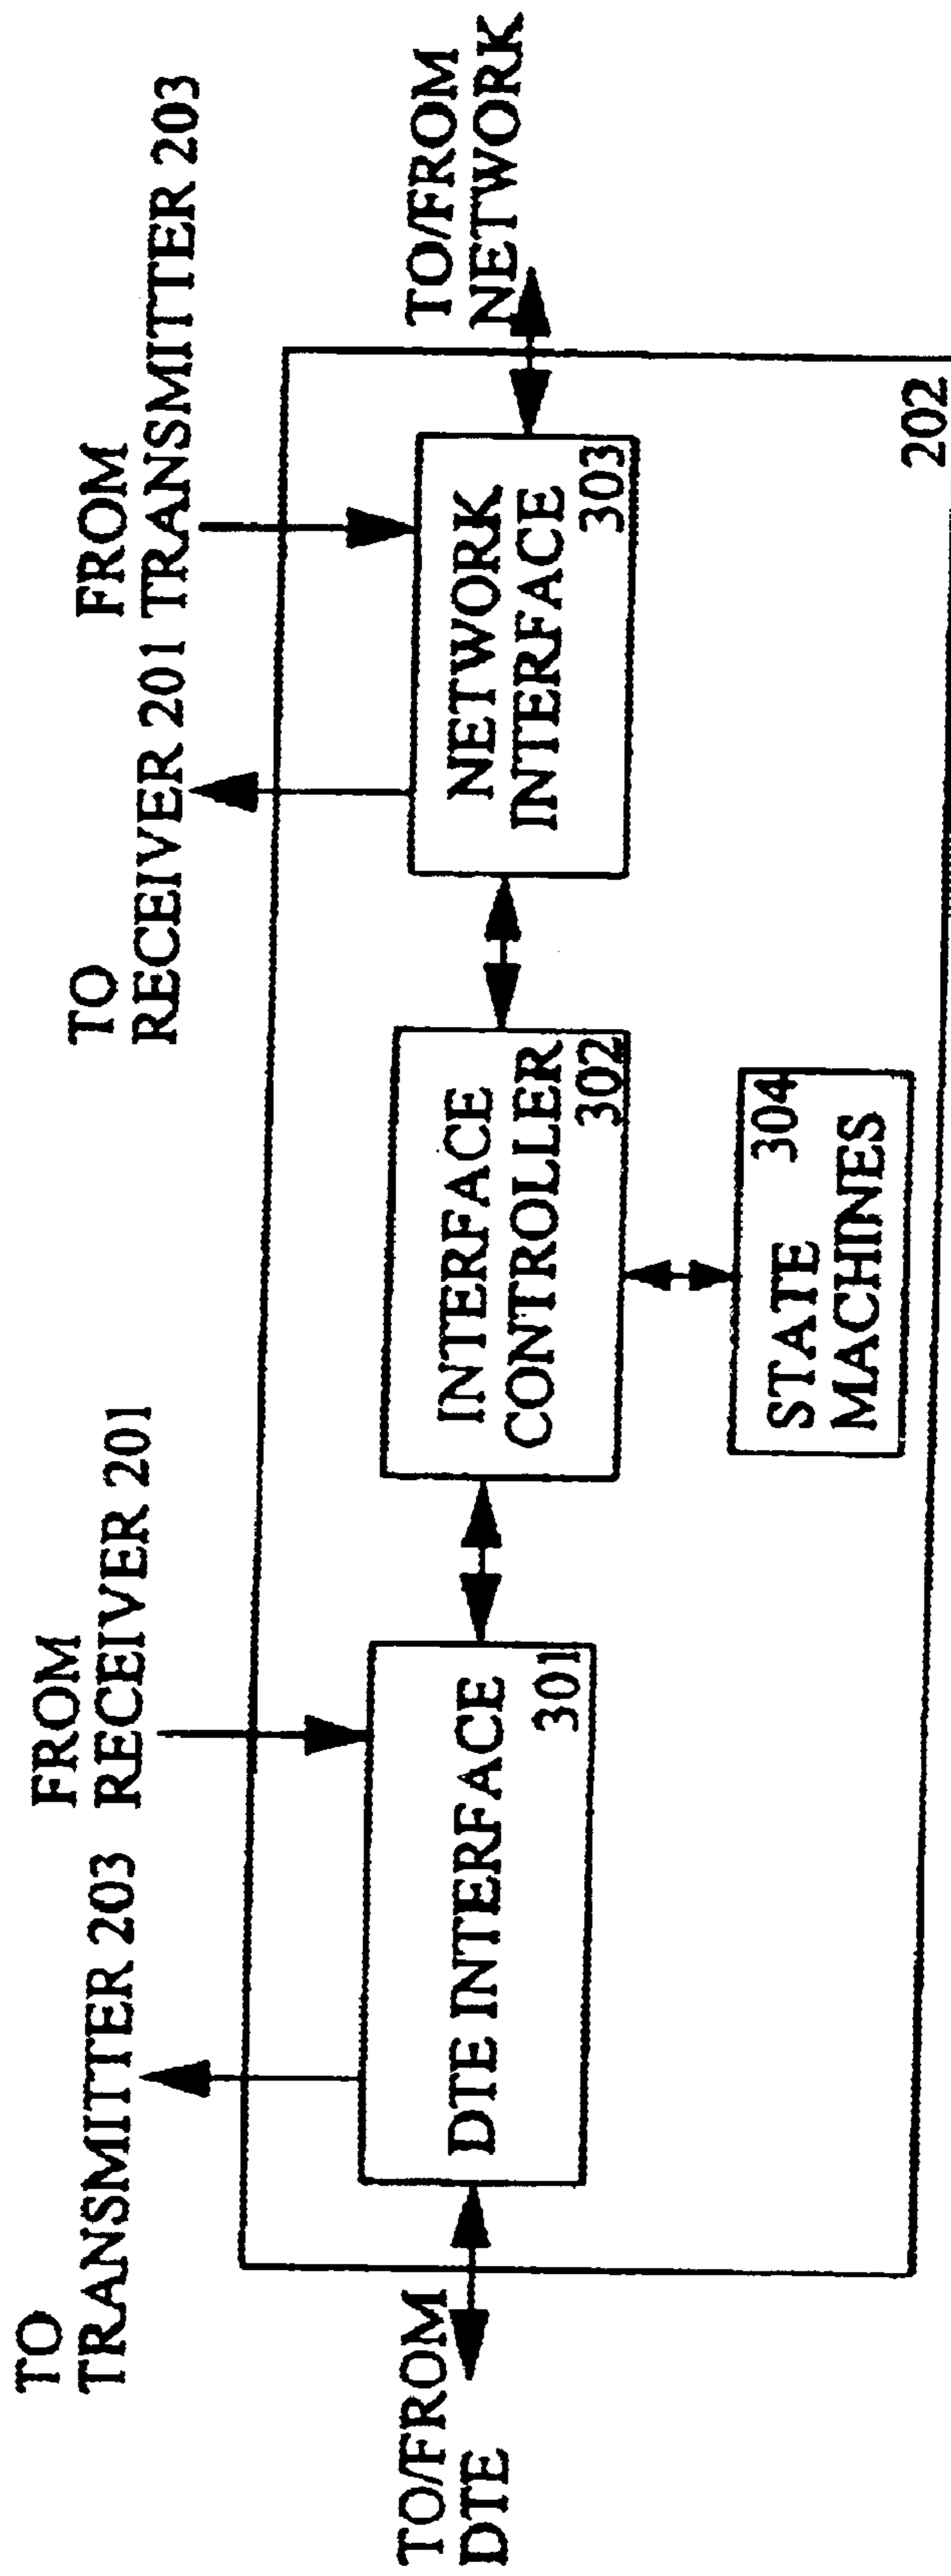 TO
TRANSMITTER 203
FROM
RECEIVER 201
TO
RECEIVER 201
FROM
TRANSMITTER 203
TO/FROM
DTE
DTE INTERFACE
301
INTERFACE
CONTROLLER
302
NETWORK
INTERFACE
303
TO/FROM
NETWORK
304
STATE
MACHINES
202